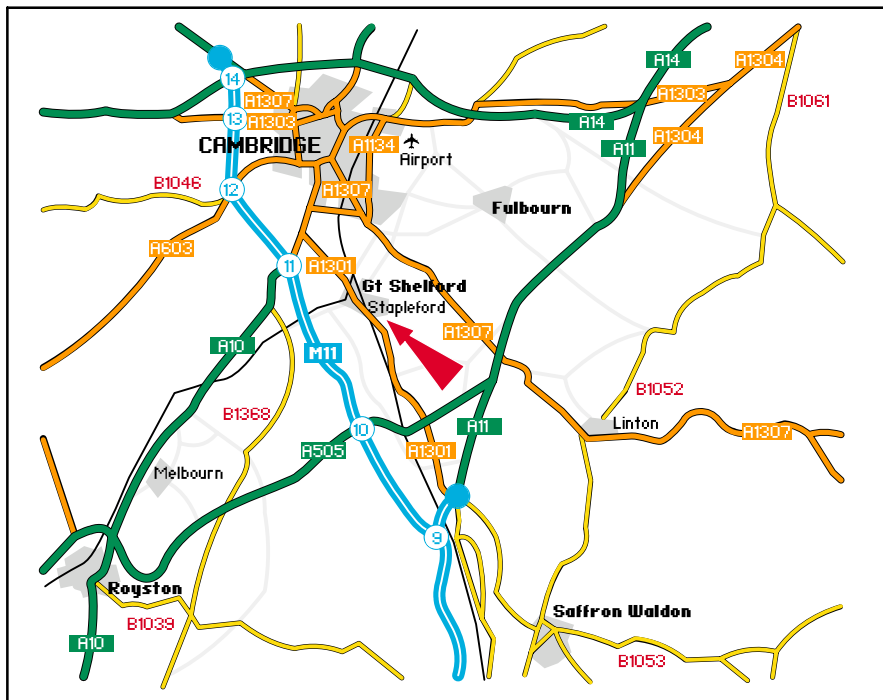 A14
A1304
14
A1307
A1303
B1061
13
A1303
A14
CAMBRIDGE
A1134
A1304
Airport
A11
B1046
12
A1307
Fulbourn
A603
11
A1301
Gt Shelford
Stapleford
A10
A1307
M11
B1052
B1368
10
A11
Linton
A1307
A505
A1301
Melbourn
9
Royston
Saffron Waldon
B1039
A10
B1053